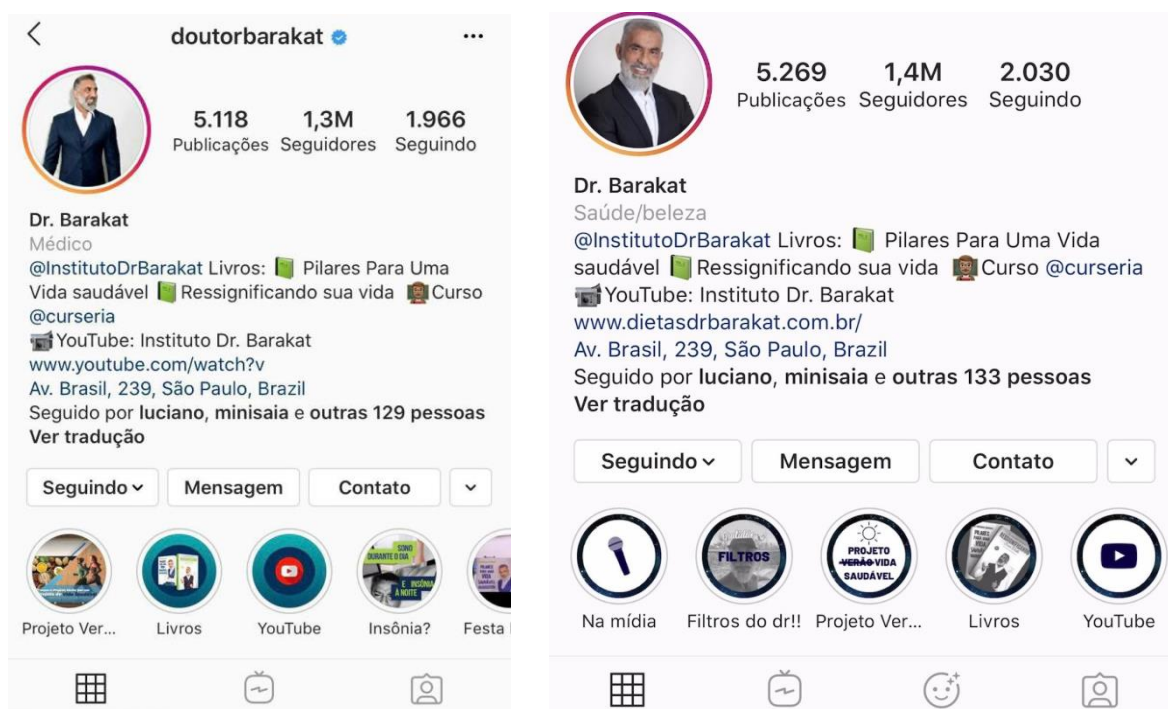 doutorbarakat
...
5.118 1,3M 1.966
Publicações Seguidores Seguindo
Dr. Barakat
Médico
@InstitutoDrBarakat Livros: 📗 Pilares Para Uma
Vida saudável 📗 Ressignificando sua vida 👩🏽‍🏫 Curso
@curseria
📹 YouTube: Instituto Dr. Barakat
www.youtube.com/watch?v
Av. Brasil, 239, São Paulo, Brazil
Seguido por luciano, minisaia e outras 129 pessoas
Ver tradução
Seguindo Mensagem Contato
SONO
DURANTE O DIA
E INSÔNIA
À NOITE
Projeto Ver... Livros YouTube Insônia? Festa
5.269 1,4M 2.030
Publicações Seguidores Seguindo
Dr. Barakat
Saúde/beleza
@InstitutoDrBarakat Livros: 📗 Pilares Para Uma Vida
saudável 📗 Ressignificando sua vida 👩🏽‍🏫 Curso @curseria
📹 YouTube: Instituto Dr. Barakat
www.dietasdrbarakat.com.br/
Av. Brasil, 239, São Paulo, Brazil
Seguido por luciano, minisaia e outras 133 pessoas
Ver tradução
Seguindo Mensagem Contato
FILTROS
PROJETO
VERÃO VIDA
SAUDÁVEL
Na mídia Filtros do dr!! Projeto Ver... Livros YouTube